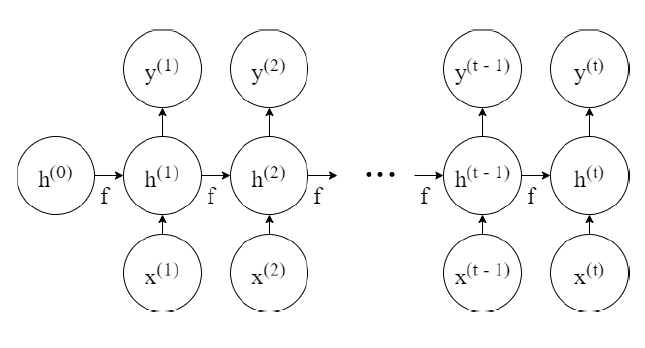 y(1) y(2) y(t - 1) y(t)
h(0) h(1) h(2) ... h(t-1) h(t)
f f f f f
x(1) x(2) x(t - 1) x(t)